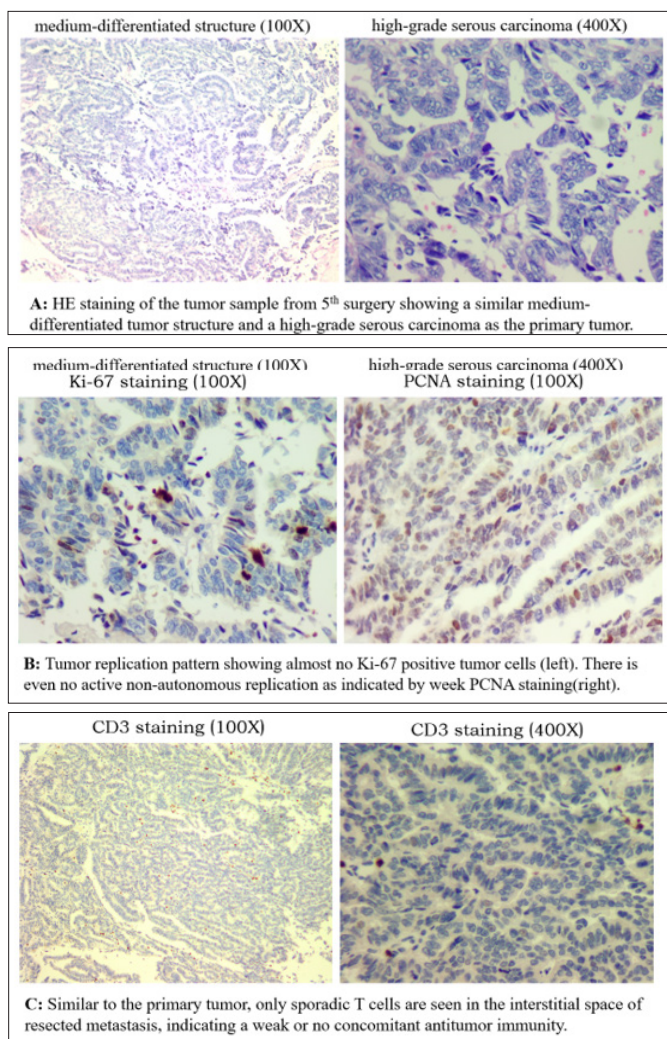 medium-differentiated structure (100X) high-grade serous carcinoma (400X)
A: HE staining of the tumor sample from 5th surgery showing a similar medium-
differentiated tumor structure and a high-grade serous carcinoma as the primary tumor.
medium-differentiated structure (100X) high-grade serous carcinoma (400X)
Ki-67 staining (100X) PCNA staining (100X)
B: Tumor replication pattern showing almost no Ki-67 positive tumor cells (left). There is
even no active non-autonomous replication as indicated by week PCNA staining(right).
CD3 staining (100X) CD3 staining (400X)
C: Similar to the primary tumor, only sporadic T cells are seen in the interstitial space of
resected metastasis, indicating a weak or no concomitant antitumor immunity.